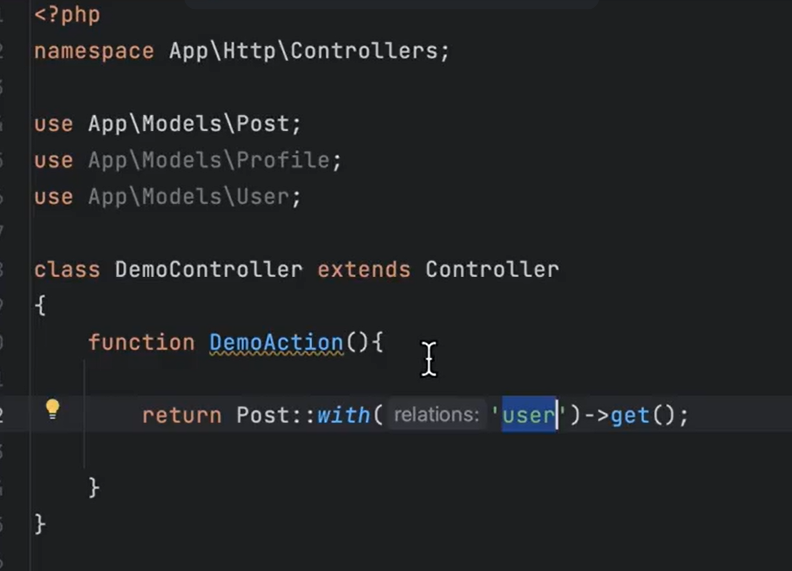 <?php
namespace App\Http\Controllers;
use App\Models\Post;
use App\Models\Profile;
use App\Models\User;
class DemoController extends Controller
{
function DemoAction(){
return Post::with( relations: 'user')->get();
}
}